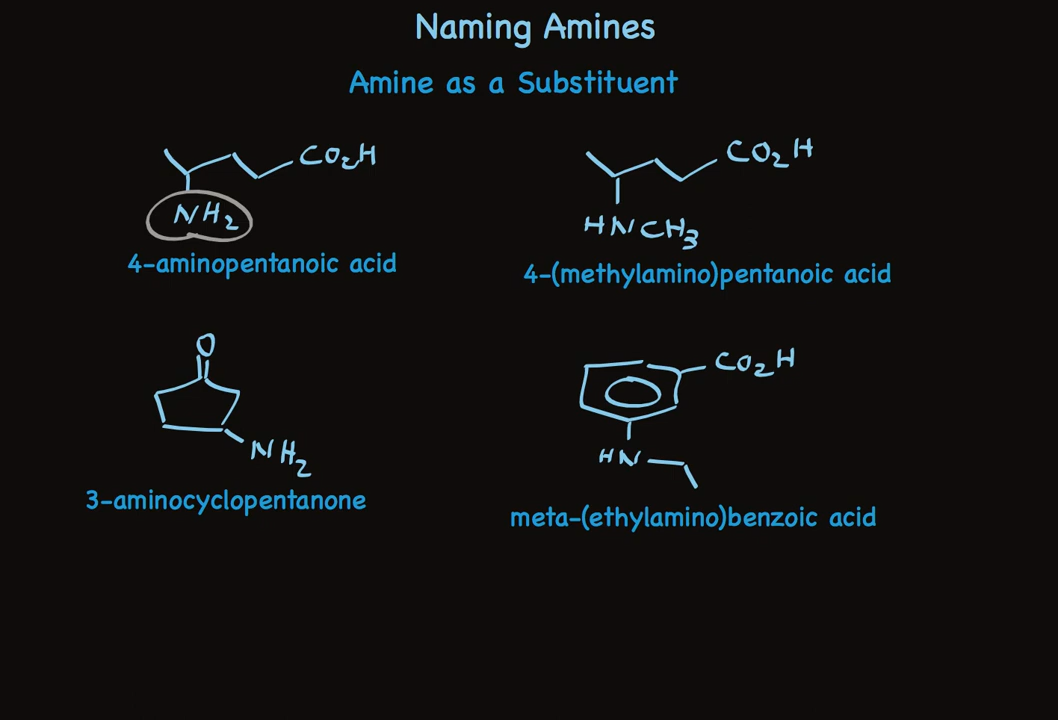 Naming Amines
Amine as a Substituent
CO2H
NH2
4-aminopentanoic acid
CO2H
HNCH3
4-(methylamino)pentanoic acid
O
NH2
3-aminocyclopentanone
CO2H
HN
meta-(ethylamino)benzoic acid